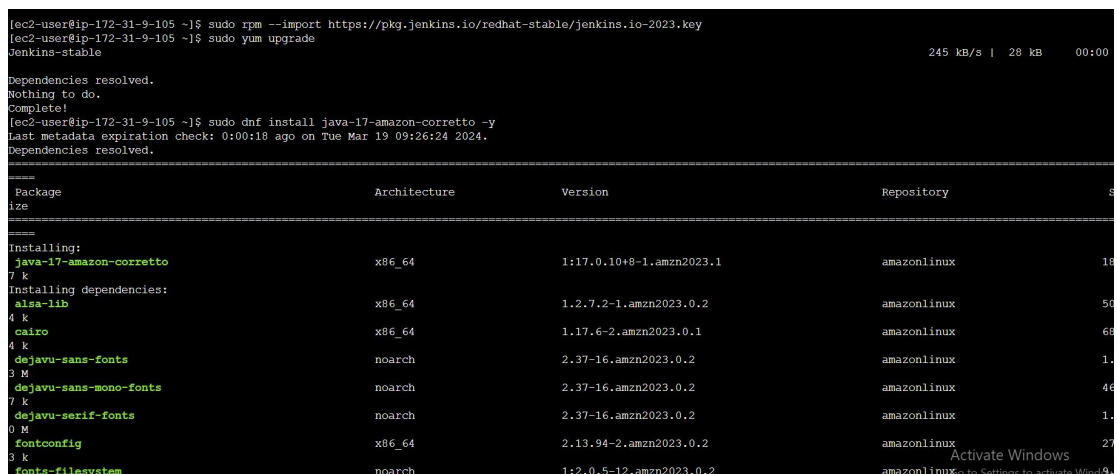 [ec2-user@ip-172-31-9-105 ~]$ sudo rpm --import https://pkg.jenkins.io/redhat-stable/jenkins.io-2023.key
[ec2-user@ip-172-31-9-105 ~]$ sudo yum upgrade
Jenkins-stable 245 kB/s | 28 kB 00:00
Dependencies resolved.
Nothing to do.
Complete!
[ec2-user@ip-172-31-9-105 ~]$ sudo dnf install java-17-amazon-corretto -y
Last metadata expiration check: 0:00:18 ago on Tue Mar 19 09:26:24 2024.
Dependencies resolved.
================================================================================
====
Package Architecture Version Repository S
ize
================================================================================
====
Installing:
java-17-amazon-corretto x86_64 1:17.0.10+8-1.amzn2023.1 amazonlinux 18
7 k
Installing dependencies:
alsa-lib x86_64 1.2.7.2-1.amzn2023.0.2 amazonlinux 50
4 k
cairo x86_64 1.17.6-2.amzn2023.0.1 amazonlinux 68
4 k
dejavu-sans-fonts noarch 2.37-16.amzn2023.0.2 amazonlinux 1.
3 M
dejavu-sans-mono-fonts noarch 2.37-16.amzn2023.0.2 amazonlinux 46
7 k
dejavu-serif-fonts noarch 2.37-16.amzn2023.0.2 amazonlinux 1.
0 M
fontconfig x86_64 2.13.94-2.amzn2023.0.2 amazonlinux 27
3 k
Activate Windows
fonts-filesystem noarch 1:2.0.5-12.amzn2023.0.2 amazonlinux
Go to Settings to activate Windows.